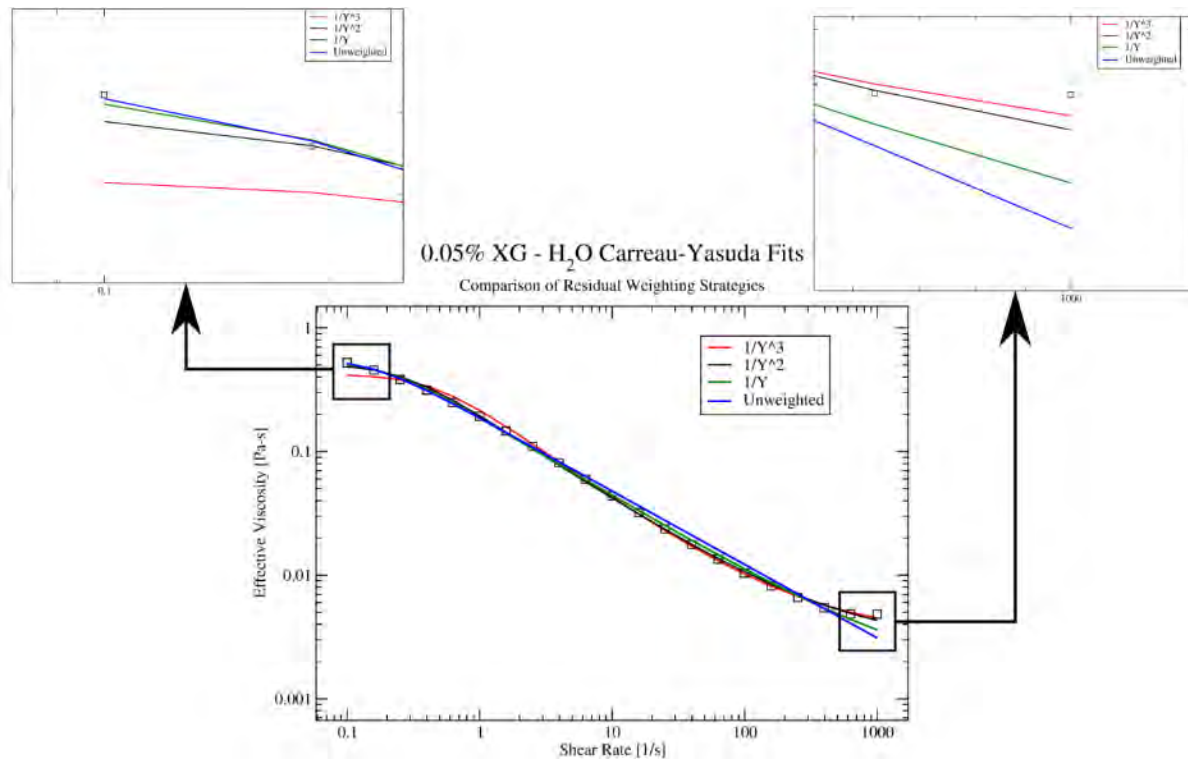 1/Y^3
1/Y^2
1/Y
Unweighted
0.1
1/Y^3
1/Y^2
1/Y
Unweighted
1000
0.05% XG - H₂O Carreau-Yasuda Fits
Comparison of Residual Weighting Strategies
1/Y^3
1/Y^2
1/Y
Unweighted
1
0.1
0.01
0.001
Effective Viscosity [Pa-s]
0.1 1 10 100 1000
Shear Rate [1/s]